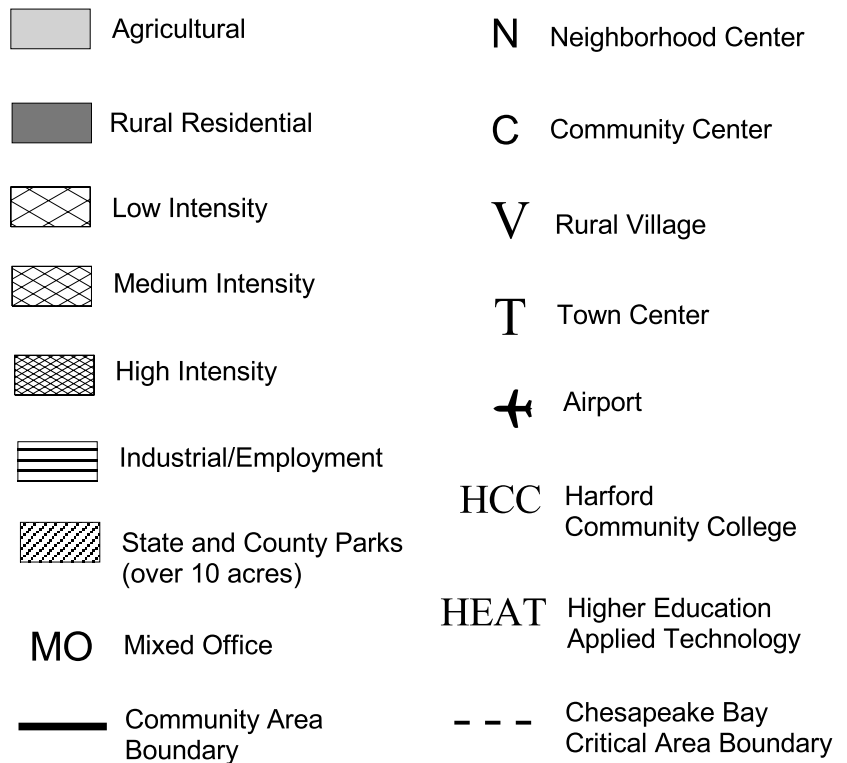 Agricultural
Rural Residential
Low Intensity
Medium Intensity
High Intensity
Industrial/Employment
State and County Parks
(over 10 acres)
MO Mixed Office
Community Area
Boundary
N Neighborhood Center
C Community Center
V Rural Village
T Town Center
Airport
HCC Harford
Community College
HEAT Higher Education
Applied Technology
Chesapeake Bay
Critical Area Boundary